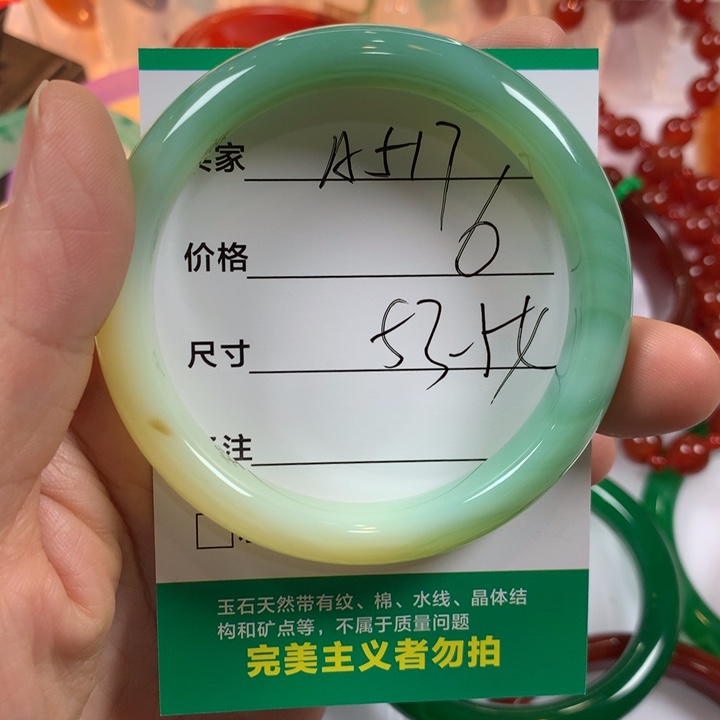 家 A517
价格 6
尺寸 53-54
注
玉石天然带有纹、棉、水线、晶体结
构和矿点等，不属于质量问题
完美主义者勿拍